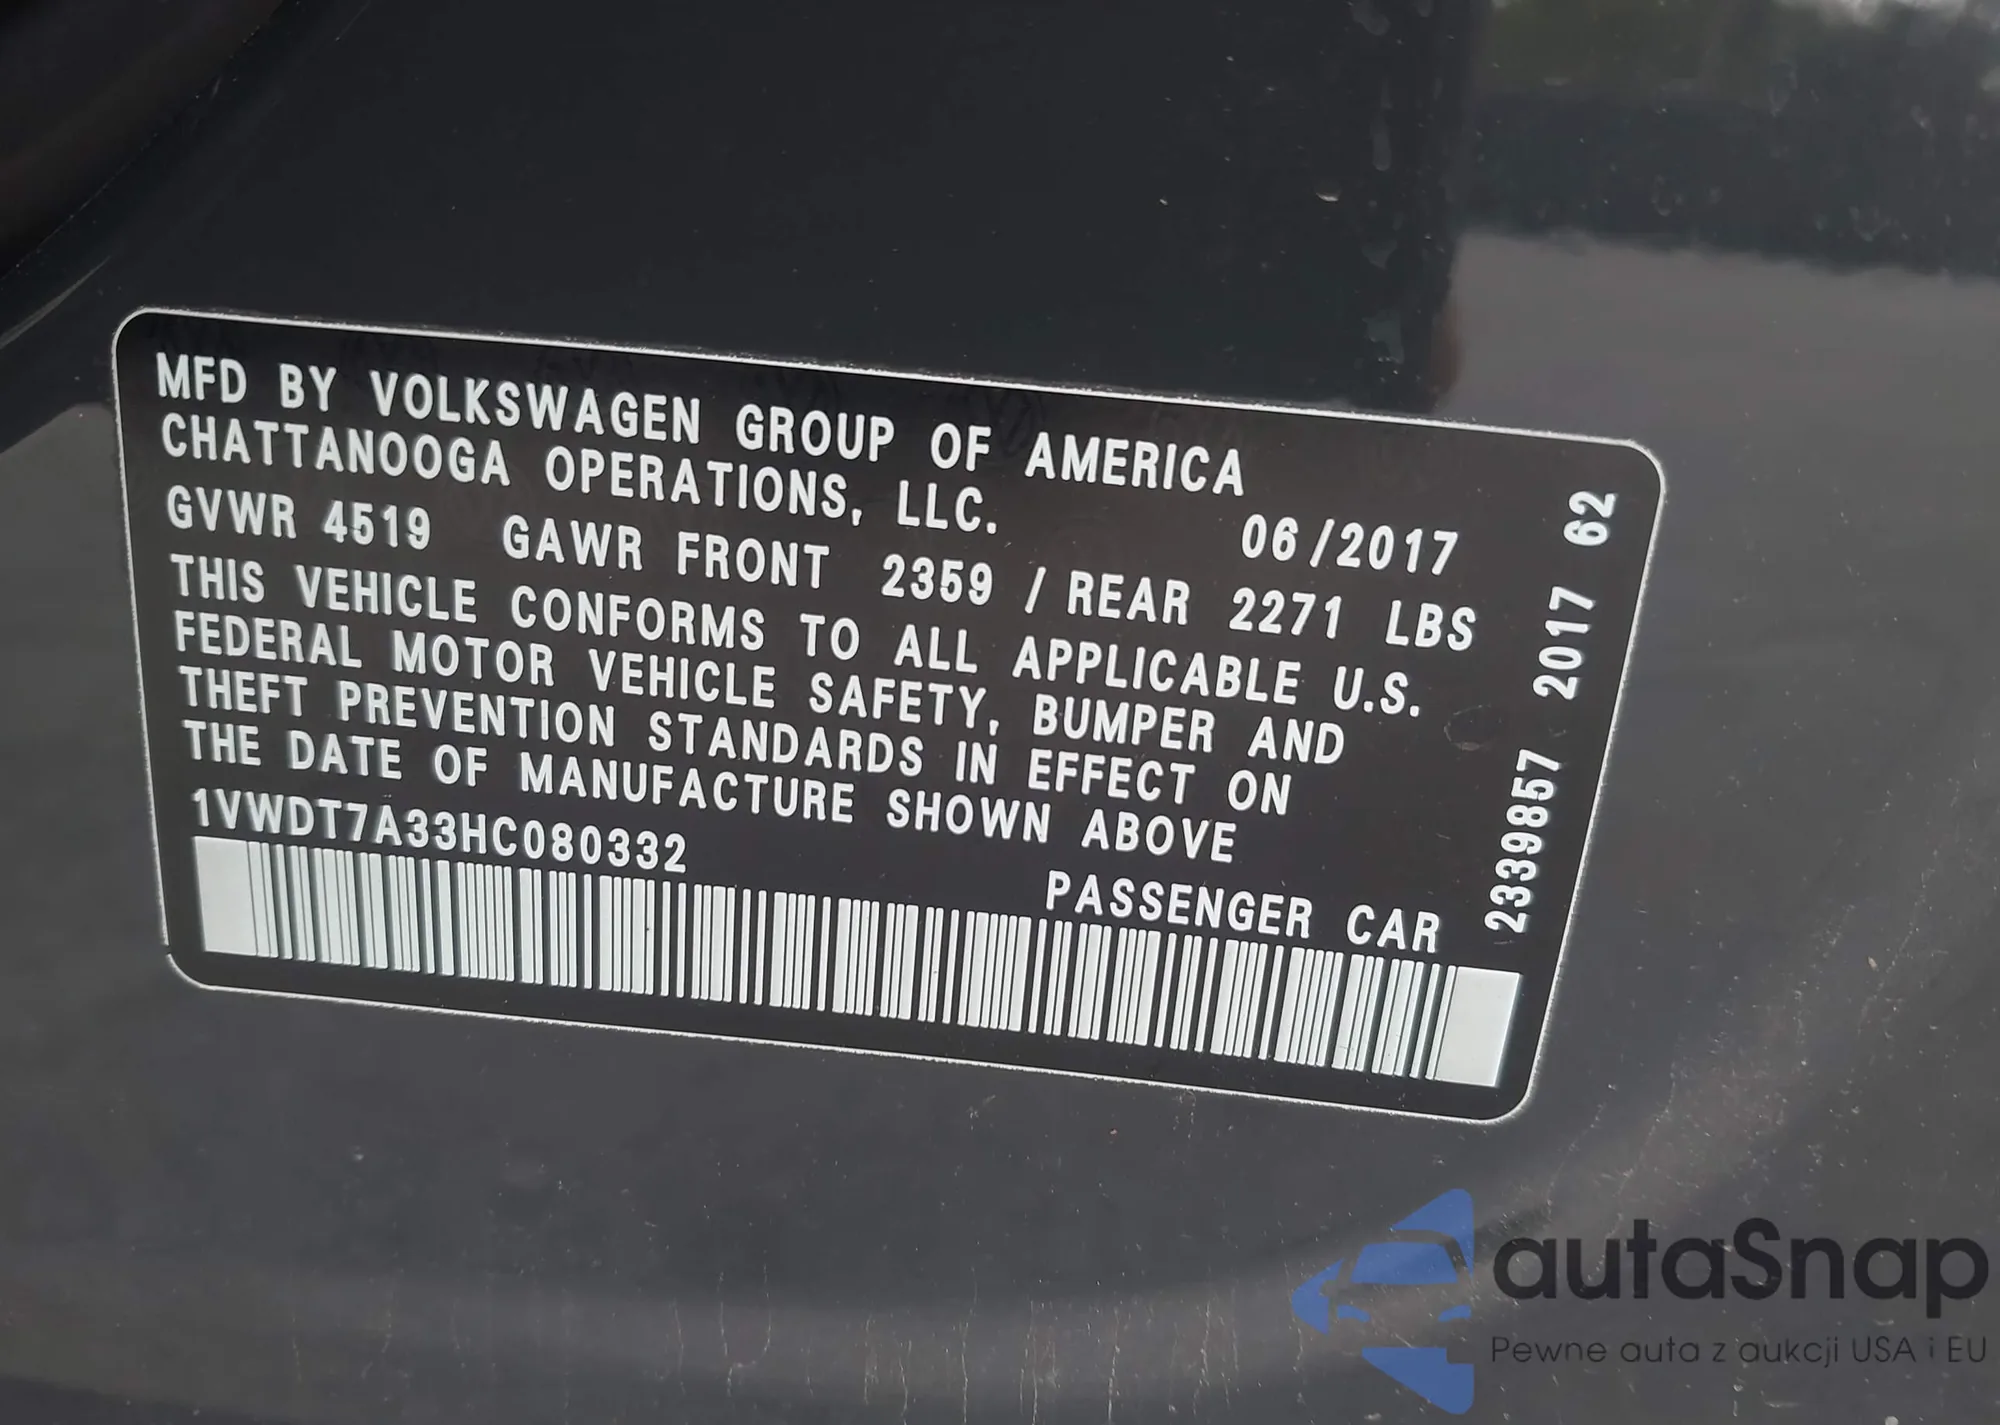 MFD BY VOLKSWAGEN GROUP OF AMERICA
CHATTANOOGA OPERATIONS, LLC.
06/2017
GVWR 4519 GAWR FRONT 2359 / REAR 2271 LBS
THIS VEHICLE CONFORMS TO ALL APPLICABLE U.S.
FEDERAL MOTOR VEHICLE SAFETY, BUMPER AND
THEFT PREVENTION STANDARDS IN EFFECT ON
THE DATE OF MANUFACTURE SHOWN ABOVE
1VWDT7A33HC080332
PASSENGER CAR
2339857 2017 62
autaSnap
Pewne auta z aukcji USA i EU